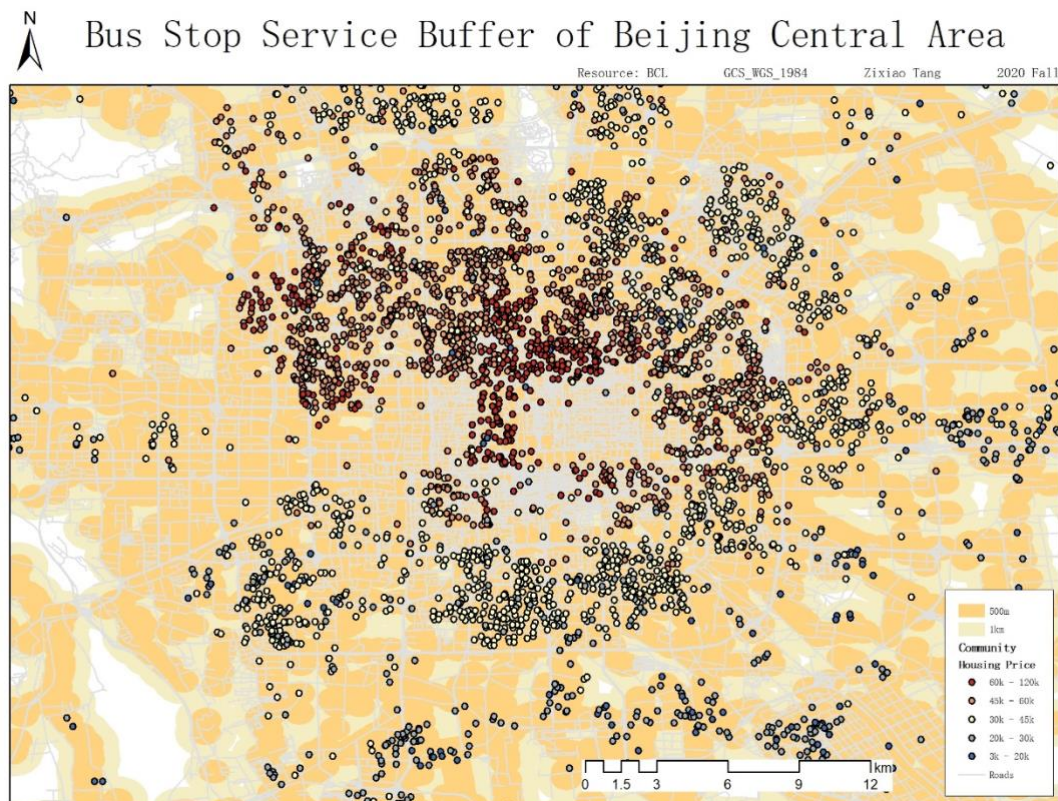 N
Bus Stop Service Buffer of Beijing Central Area
Resource: BCL GCS_WGS_1984 Zixiao Tang 2020 Fall
500m
1km
Community
Housing Price
60k - 120k
45k - 60k
30k - 45k
20k - 30k
3k - 20k
Roads
km
0 1.5 3 6 9 12